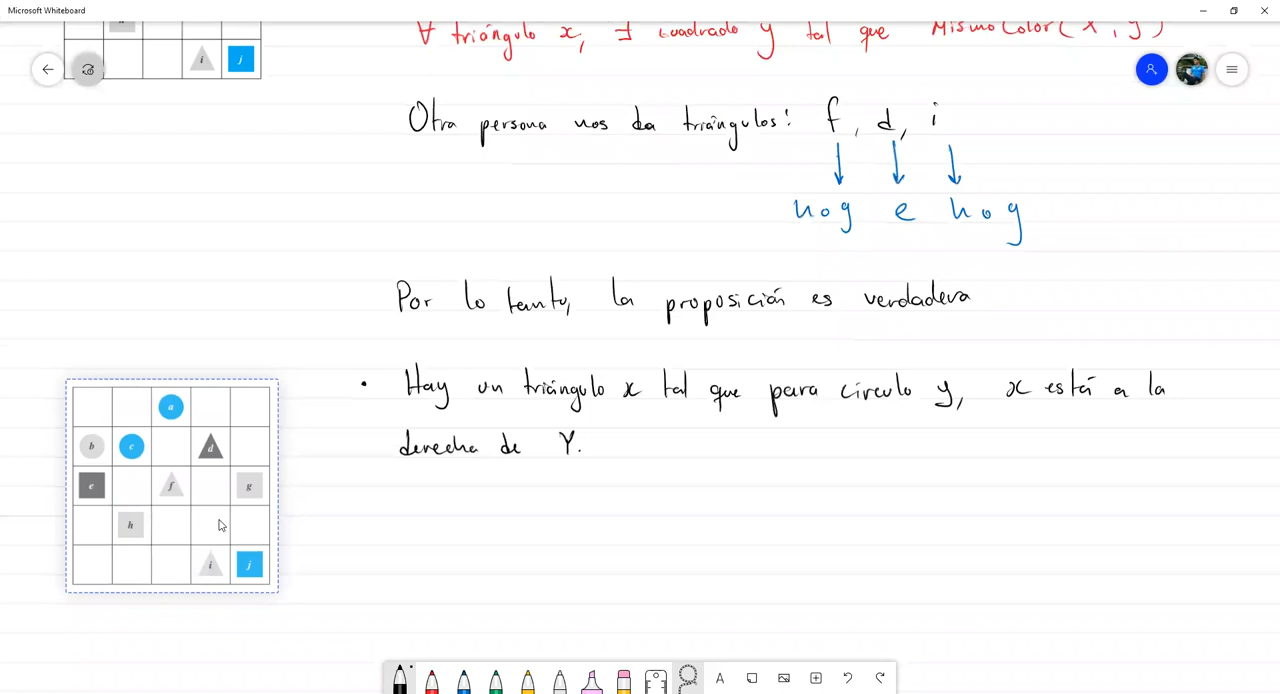 Microsoft Whiteboard
∀ triángulo x, ∃ cuadrado y tal que MismoColor(x, y)
i j
Otra persona nos da triángulos: f, d, i
h o g e h o g
Por lo tanto, la proposición es verdadera
• Hay un triángulo x tal que para círculo y, x está a la
derecha de Y.
a
b c d
e f g
h
i j
A